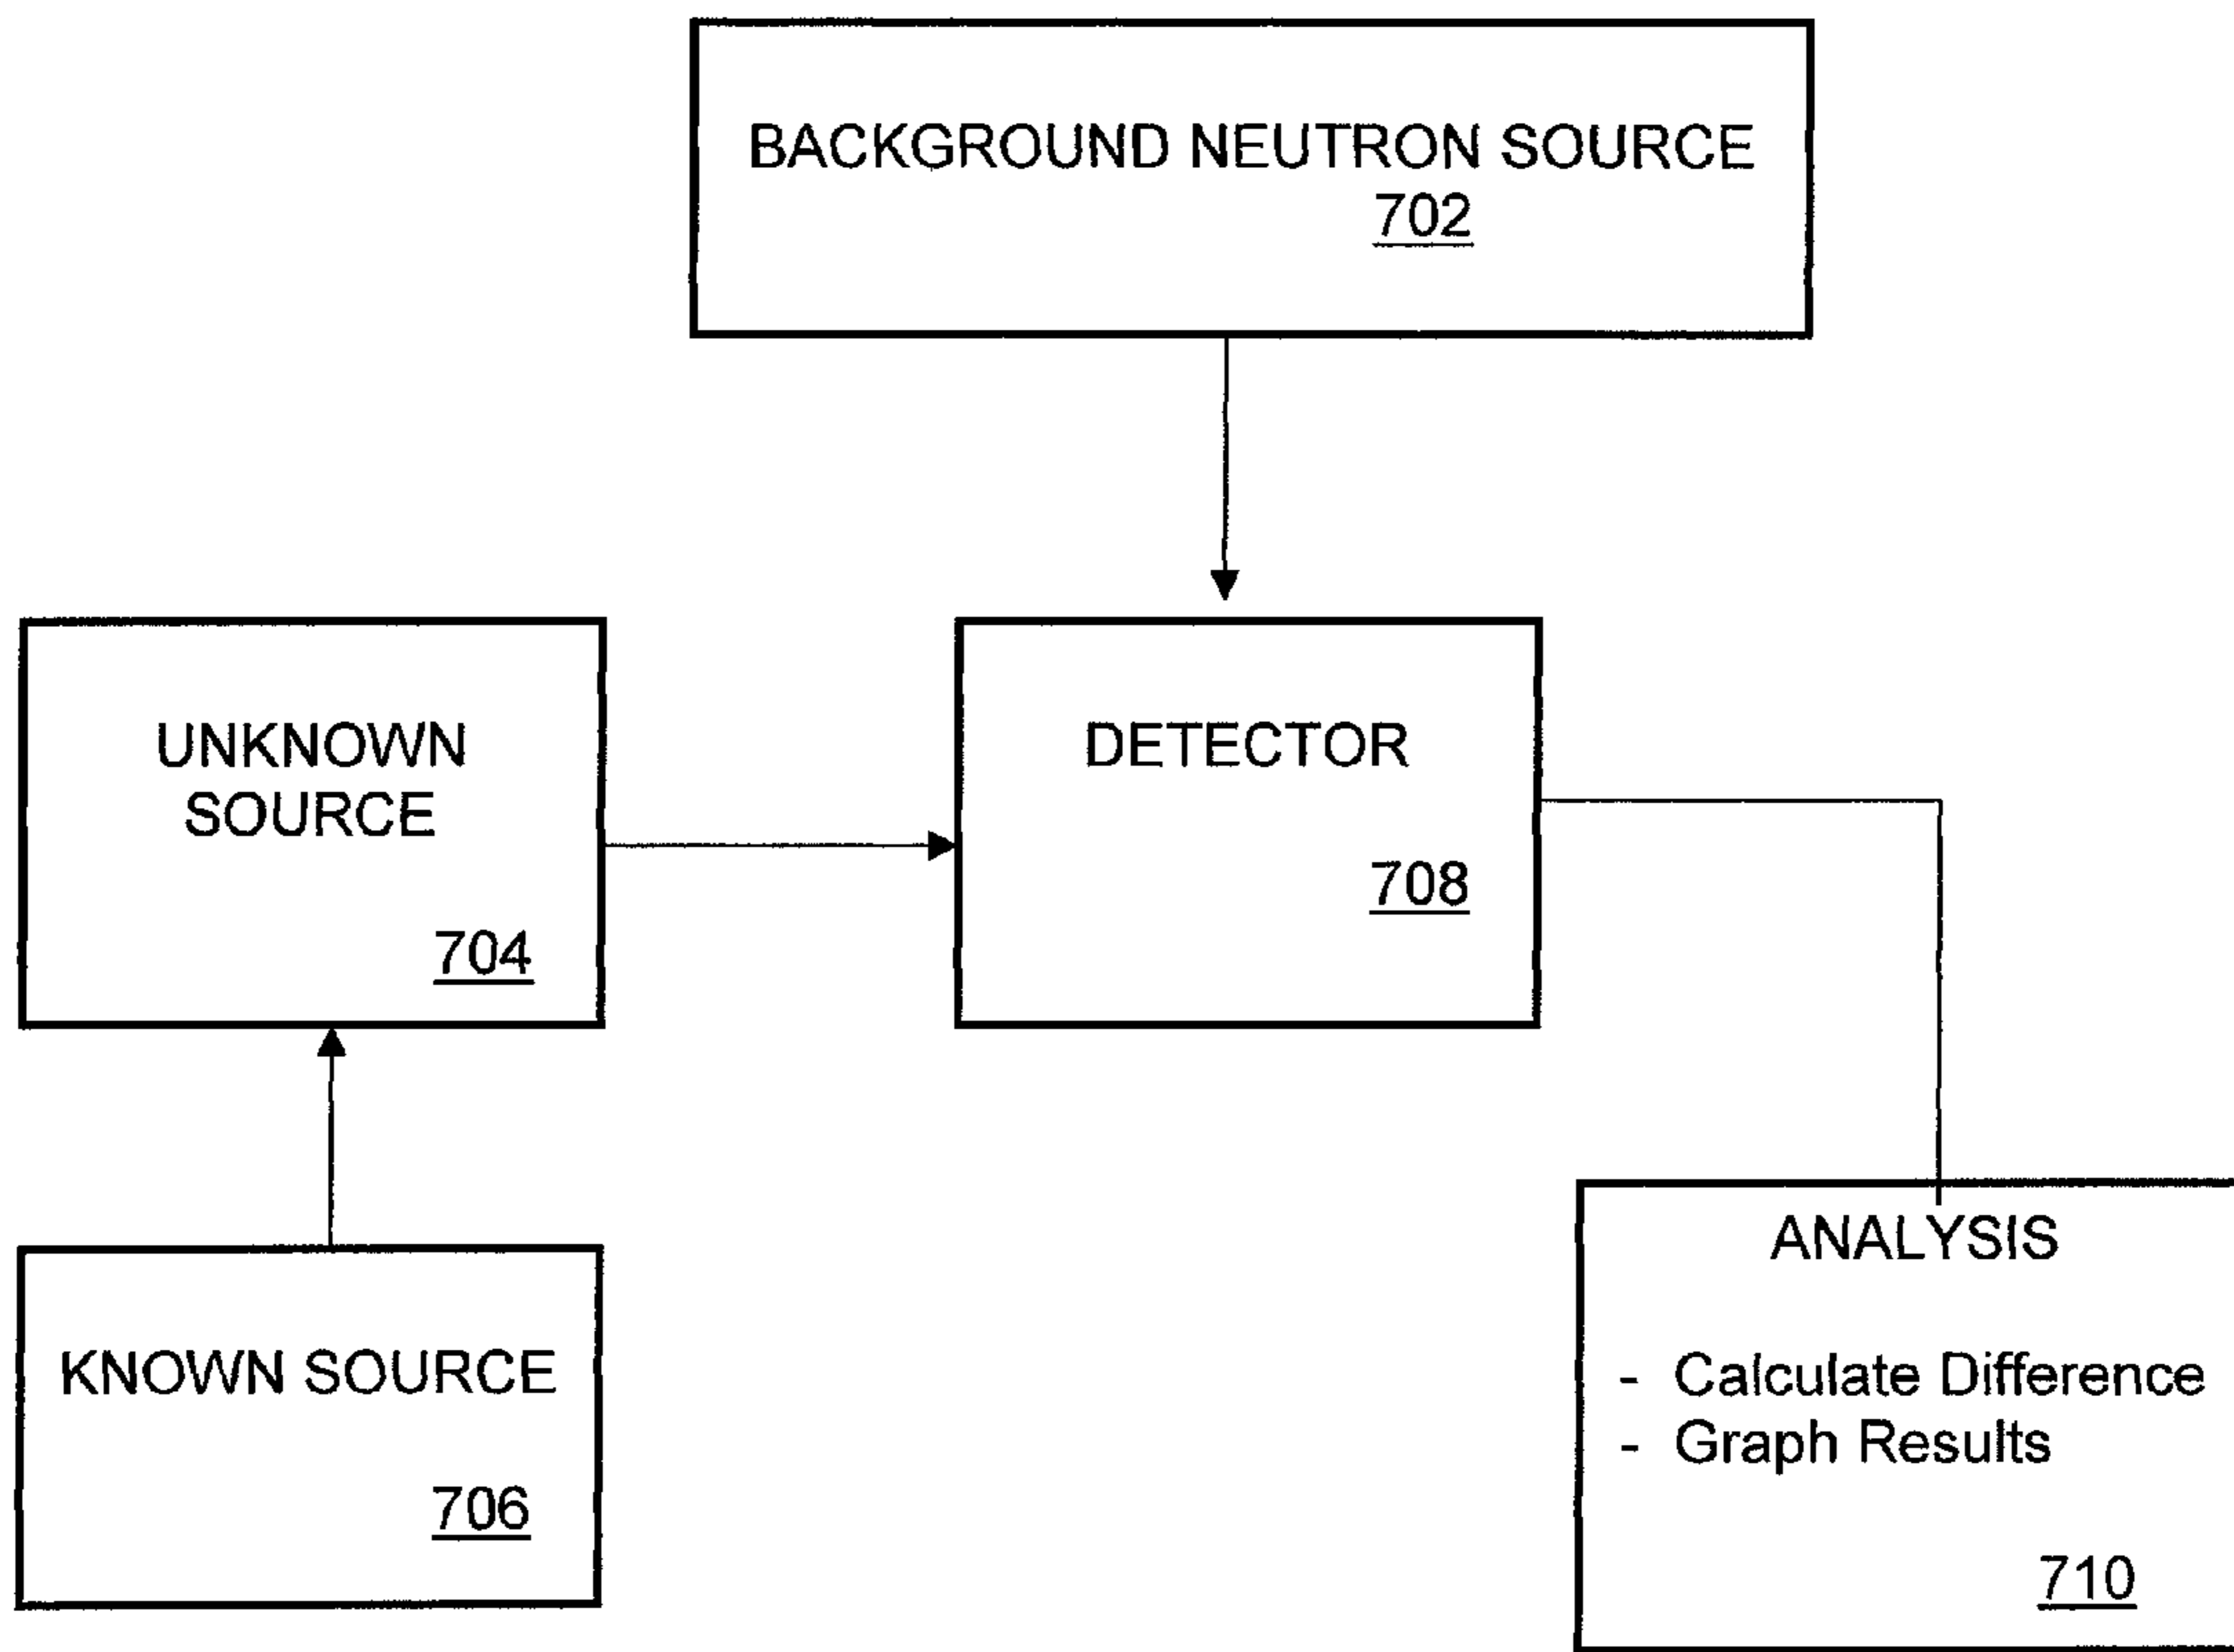 BACKGROUND NEUTRON SOURCE
702
UNKNOWN
SOURCE
704
DETECTOR
708
KNOWN SOURCE
706
ANALYSIS
- Calculate Difference
- Graph Results
710